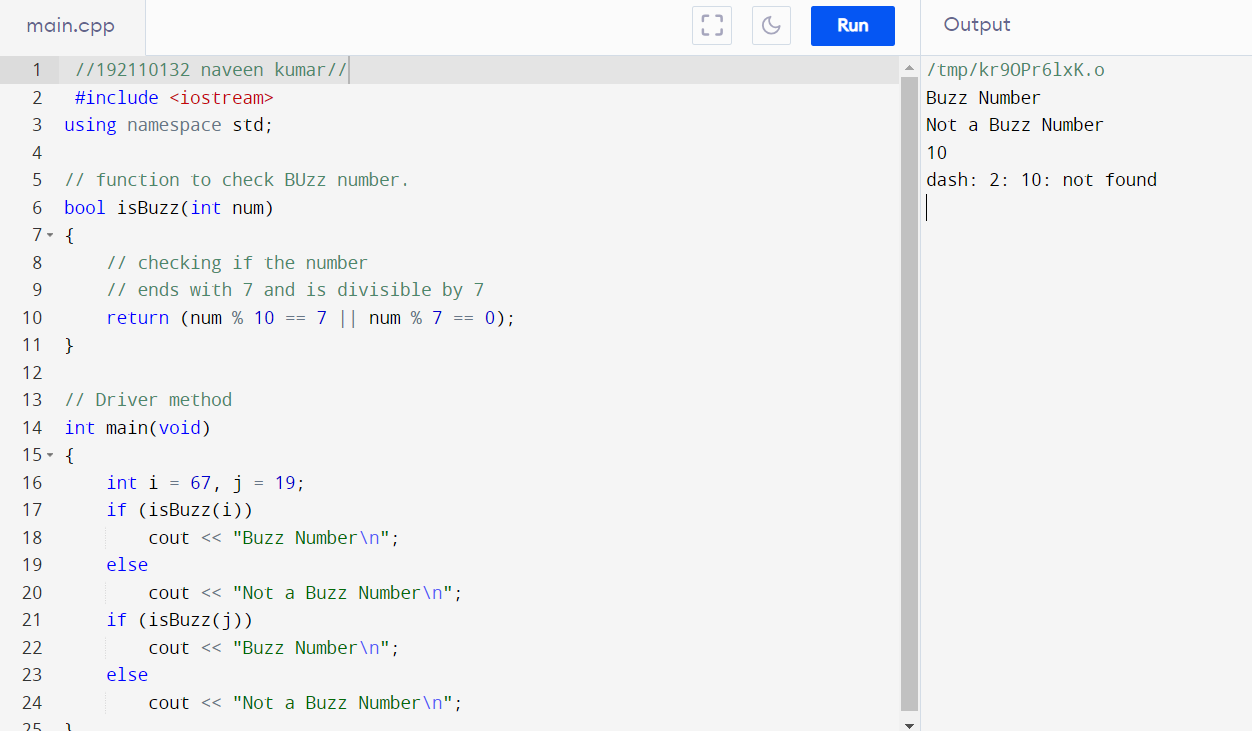 main.cpp
Run
Output
1 //192110132 naveen kumar//
2 #include <iostream>
3 using namespace std;
4
5 // function to check BUzz number.
6 bool isBuzz(int num)
7 {
8 // checking if the number
9 // ends with 7 and is divisible by 7
10 return (num % 10 == 7 || num % 7 == 0);
11 }
12
13 // Driver method
14 int main(void)
15 {
16 int i = 67, j = 19;
17 if (isBuzz(i))
18 cout << "Buzz Number\n";
19 else
20 cout << "Not a Buzz Number\n";
21 if (isBuzz(j))
22 cout << "Buzz Number\n";
23 else
24 cout << "Not a Buzz Number\n";
25 }
/tmp/kr9OPr6lxK.o
Buzz Number
Not a Buzz Number
10
dash: 2: 10: not found